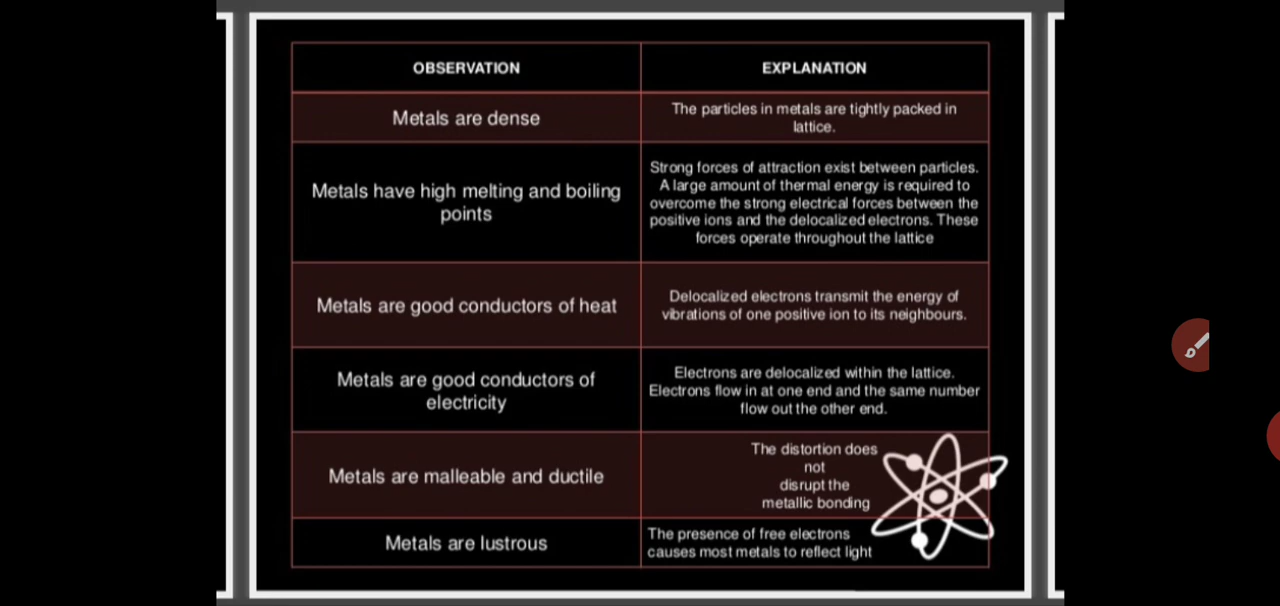 OBSERVATION
EXPLANATION
Metals are dense
The particles in metals are tightly packed in
lattice.
Metals have high melting and boiling
points
Strong forces of attraction exist between particles.
A large amount of thermal energy is required to
overcome the strong electrical forces between the
positive ions and the delocalized electrons. These
forces operate throughout the lattice
Metals are good conductors of heat
Delocalized electrons transmit the energy of
vibrations of one positive ion to its neighbours.
Metals are good conductors of
electricity
Electrons are delocalized within the lattice.
Electrons flow in at one end and the same number
flow out the other end.
Metals are malleable and ductile
The distortion does
not
disrupt the
metallic bonding
Metals are lustrous
The presence of free electrons
causes most metals to reflect light